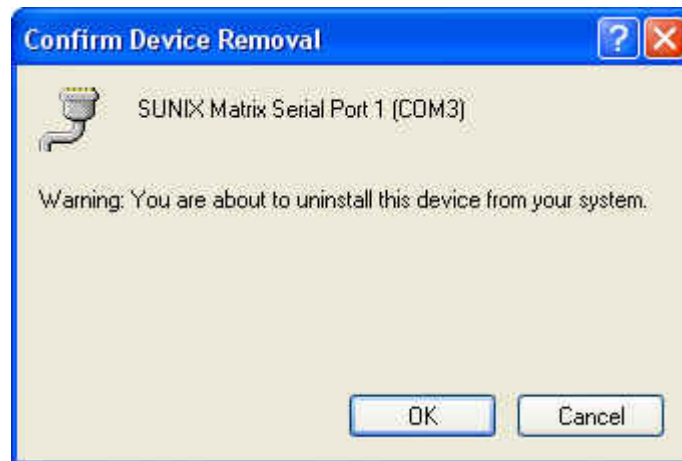 Confirm Device Removal
SUNIX Matrix Serial Port 1 (COM3)
Warning: You are about to uninstall this device from your system.
OK Cancel